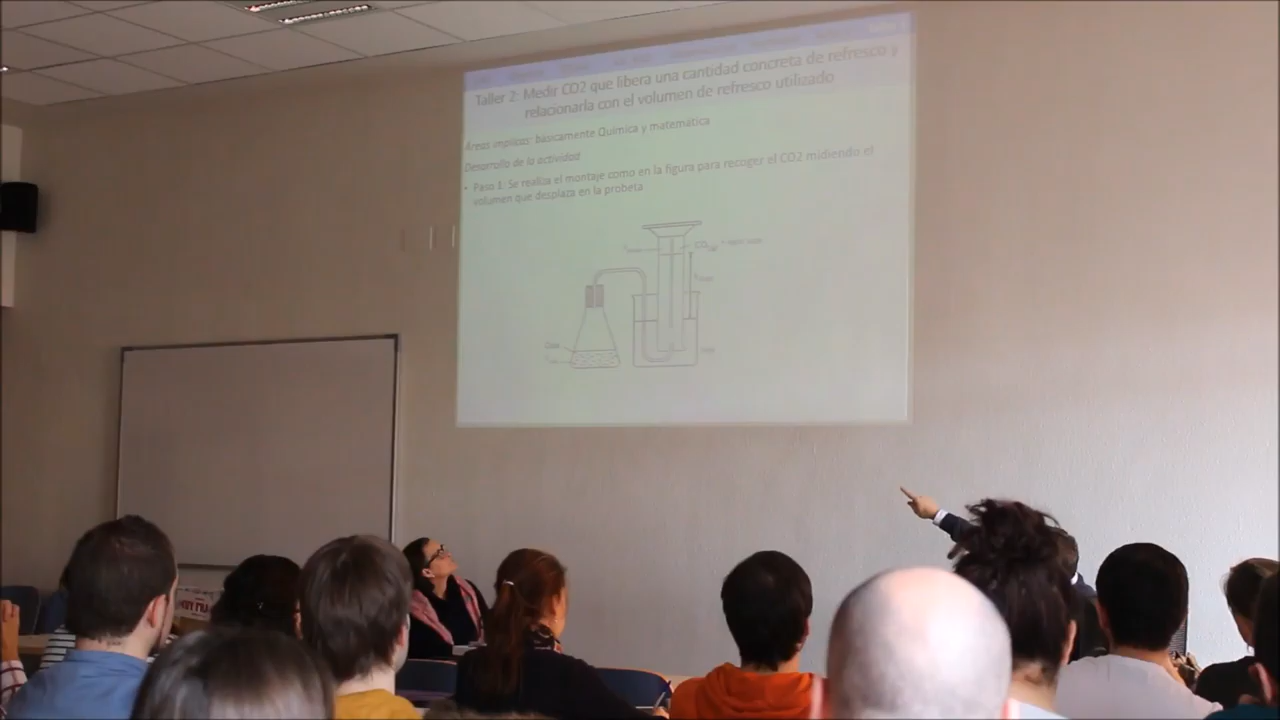 Taller 2: Medir CO2 que libera una cantidad concreta de refresco y
relacionarla con el volumen de refresco utilizado
Áreas implicas: básicamente Química y matemática
Desarrollo de la actividad
• Paso 1. Se realiza el montaje como en la figura para recoger el CO2 midiendo el
volumen que desplaza en la probeta